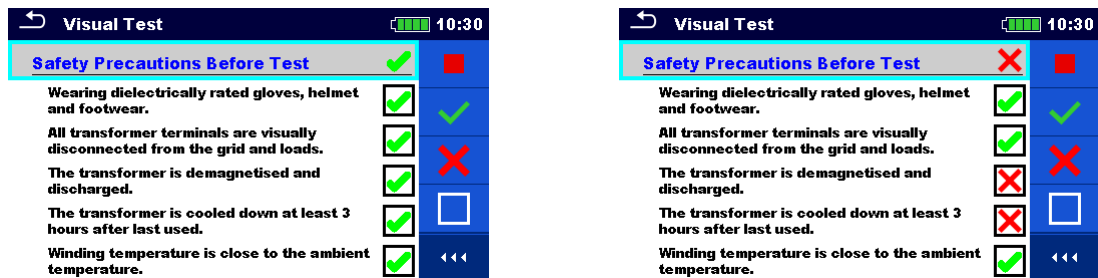 Visual Test 10:30
Safety Precautions Before Test
Wearing dielectrically rated gloves, helmet
and footwear.
All transformer terminals are visually
disconnected from the grid and loads.
The transformer is demagnetised and
discharged.
The transformer is cooled down at least 3
hours after last used.
Winding temperature is close to the ambient
temperature.
Visual Test 10:30
Safety Precautions Before Test
Wearing dielectrically rated gloves, helmet
and footwear.
All transformer terminals are visually
disconnected from the grid and loads.
The transformer is demagnetised and
discharged.
The transformer is cooled down at least 3
hours after last used.
Winding temperature is close to the ambient
temperature.